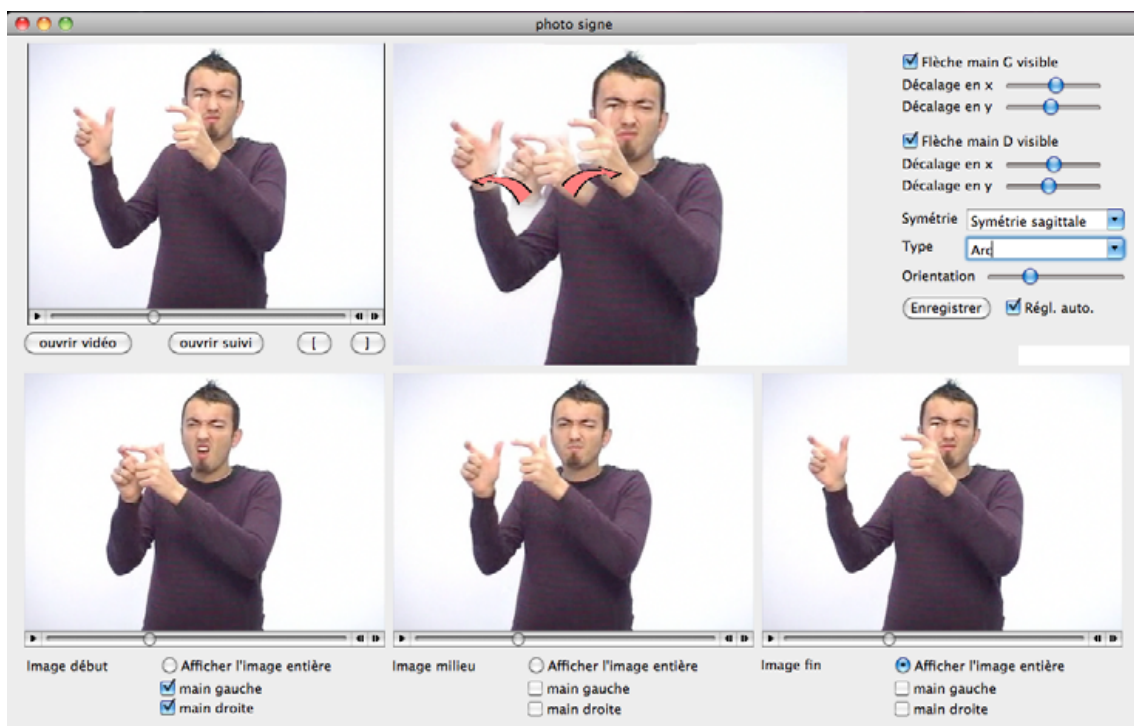 photo signe
Flèche main G visible
Décalage en x
Décalage en y
Flèche main D visible
Décalage en x
Décalage en y
Symétrie Symétrie sagittale
Type Arc
Orientation
Enregistrer Régl. auto.
ouvrir vidéo ouvrir suivi [ ]
Image début Afficher l'image entière
main gauche
main droite
Image milieu Afficher l'image entière
main gauche
main droite
Image fin Afficher l'image entière
main gauche
main droite